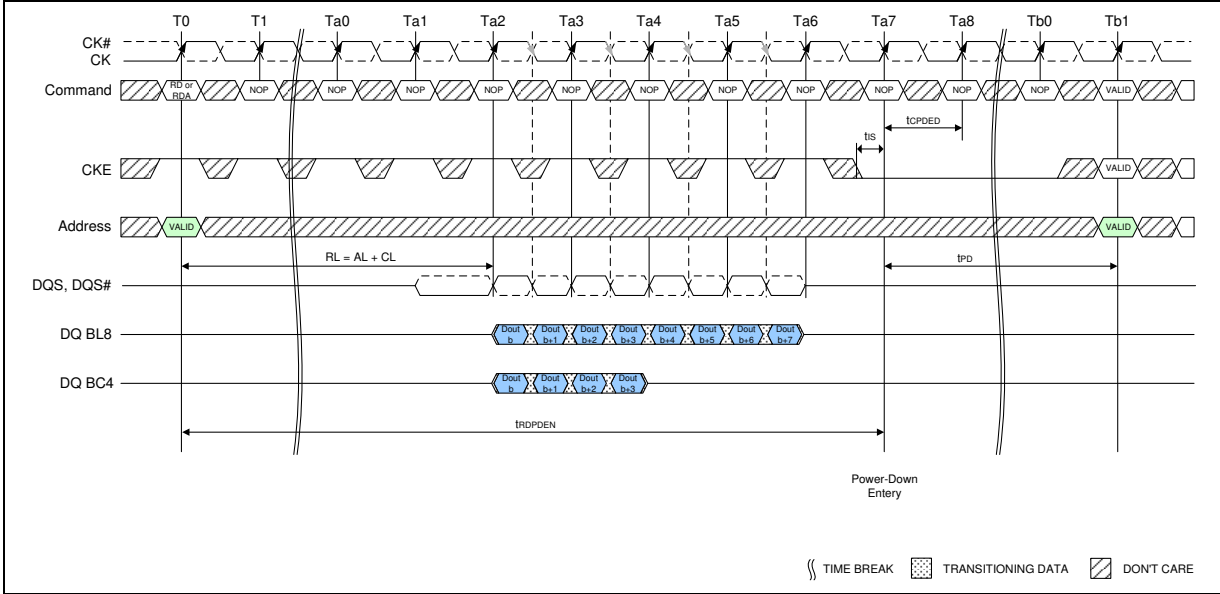 T0 T1 Ta0 Ta1 Ta2 Ta3 Ta4 Ta5 Ta6 Ta7 Ta8 Tb0 Tb1
CK#
CK
Command RD or RDA NOP NOP NOP NOP NOP NOP NOP NOP NOP NOP NOP VALID
tCPDED
tIS
CKE VALID
Address VALID VALID
RL = AL + CL tPD
DQS, DQS#
DQ BL8 Dout b Dout b+1 Dout b+2 Dout b+3 Dout b+4 Dout b+5 Dout b+6 Dout b+7
DQ BC4 Dout b Dout b+1 Dout b+2 Dout b+3
tRDPDEN
Power-Down
Entery
TIME BREAK TRANSITIONING DATA DON'T CARE